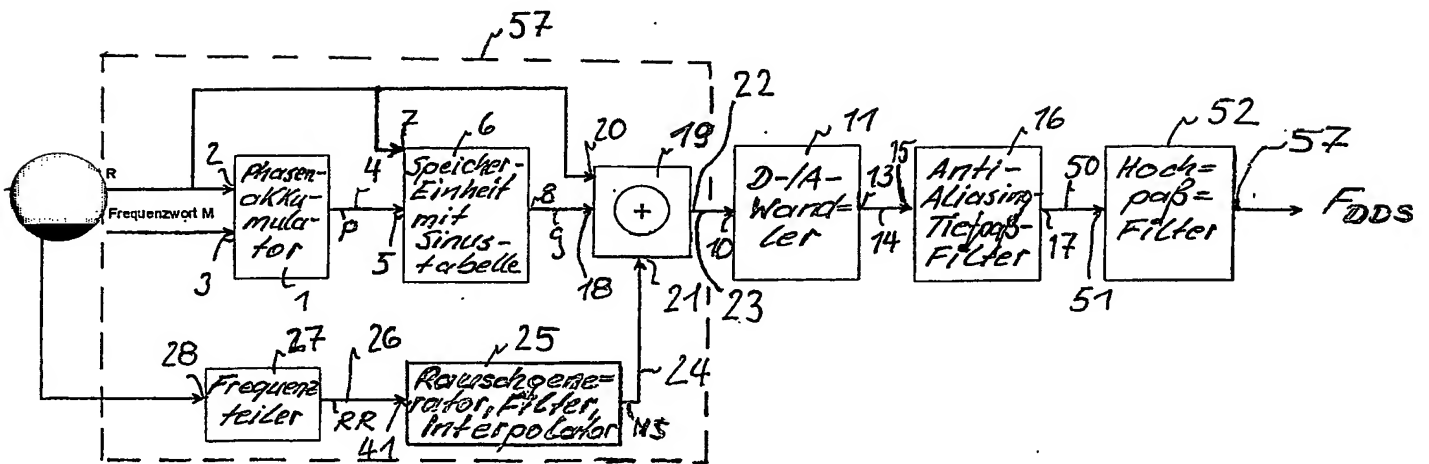 57
R
Frequenzwort M
2
3
Phasen-
akku-
mula-
tor
1
4
p
5
7
6
Speicher-
Einheit
mit
Sinus-
tabelle
8
9
20
19
+
18
21
22
23
10
11
D-/A-
Wand=
ler
13
14
15
16
Anti-
Aliasing-
Tiefpaß-
Filter
17
50
51
52
Hoch=
paß=
Filter
57
FDDS
28
27
Frequenz
teiler
26
RR
41
25
Rauschgene=
rator, Filter,
Interpolator
NS
24